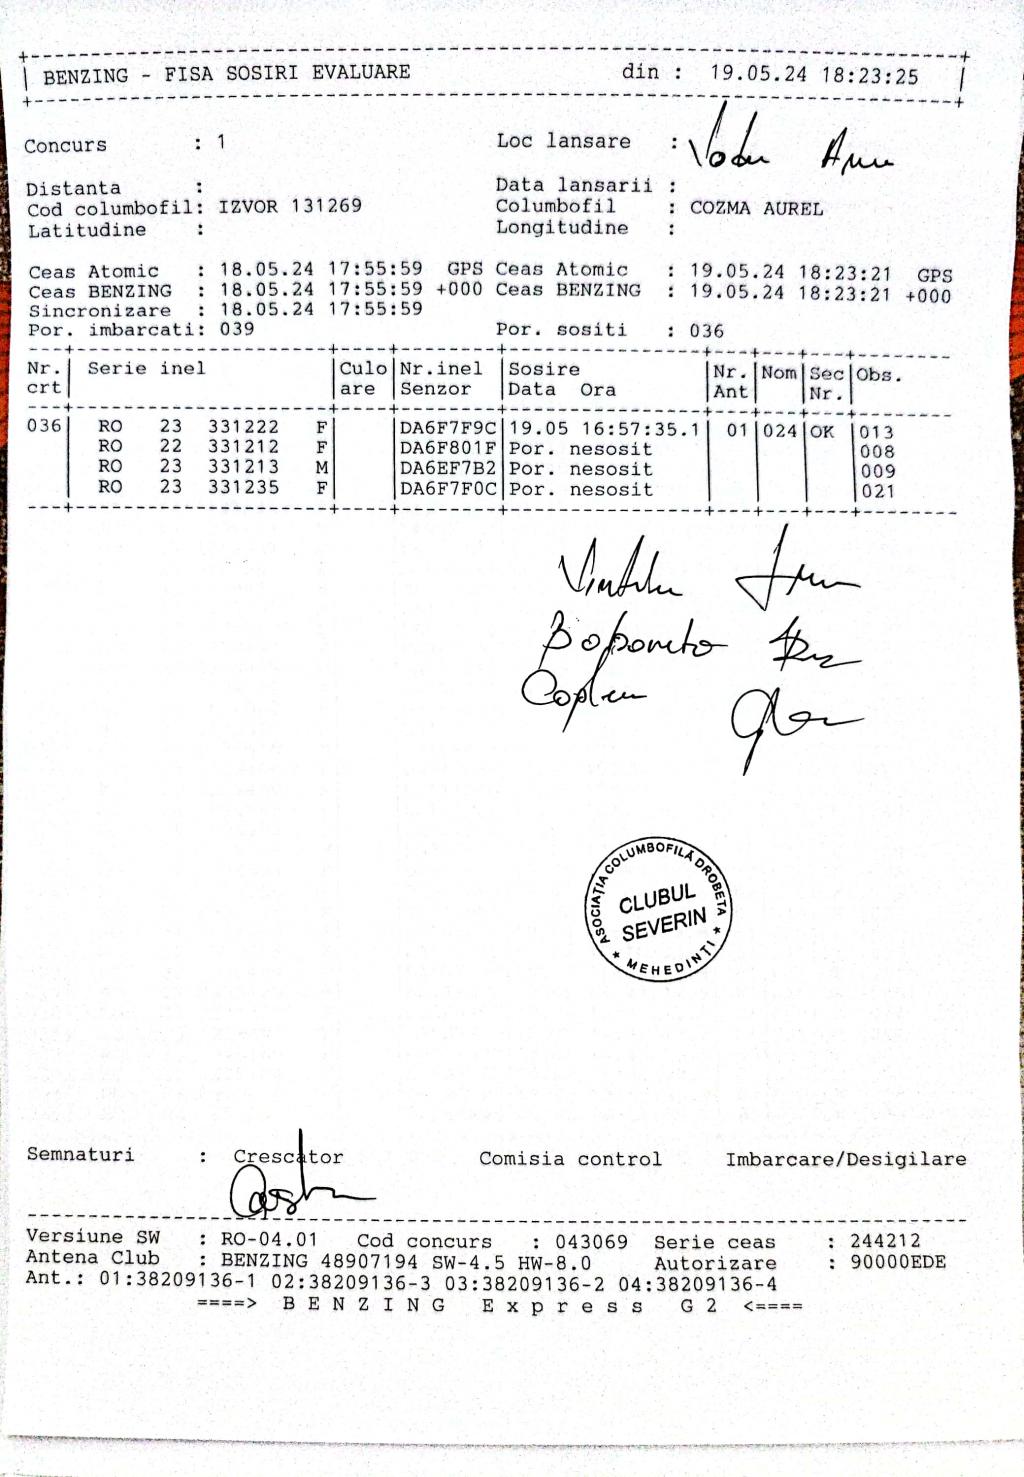 BENZING - FISA SOSIRI EVALUARE din : 19.05.24 18:23:25
Concurs : 1 Loc lansare :
Distanta : Data lansarii :
Cod columbofil: IZVOR 131269 Columbofil : COZMA AUREL
Latitudine : Longitudine :
Ceas Atomic : 18.05.24 17:55:59 GPS Ceas Atomic : 19.05.24 18:23:21 GPS
Ceas BENZING : 18.05.24 17:55:59 +000 Ceas BENZING : 19.05.24 18:23:21 +000
Sincronizare : 18.05.24 17:55:59
Por. imbarcati: 039 Por. sositi : 036
Nr. Serie inel Culo Nr.inel Sosire Nr. Nom Sec Obs.
crt are Senzor Data Ora Ant Nr.
036 RO 23 331222 F DA6F7F9C 19.05 16:57:35.1 01 024 OK 013
RO 22 331212 F DA6F801F Por. nesosit 008
RO 23 331213 M DA6EF7B2 Por. nesosit 009
RO 23 331235 F DA6F7F0C Por. nesosit 021
ASOCIAȚIA COLUMBOFILĂ DROBETA
CLUBUL
SEVERIN
* MEHEDINTI *
Semnaturi : Crescator Comisia control Imbarcare/Desigilare
Versiune SW : RO-04.01 Cod concurs : 043069 Serie ceas : 244212
Antena Club : BENZING 48907194 SW-4.5 HW-8.0 Autorizare : 90000EDE
Ant.: 01:38209136-1 02:38209136-3 03:38209136-2 04:38209136-4
====> B E N Z I N G E x p r e s s G 2 <====